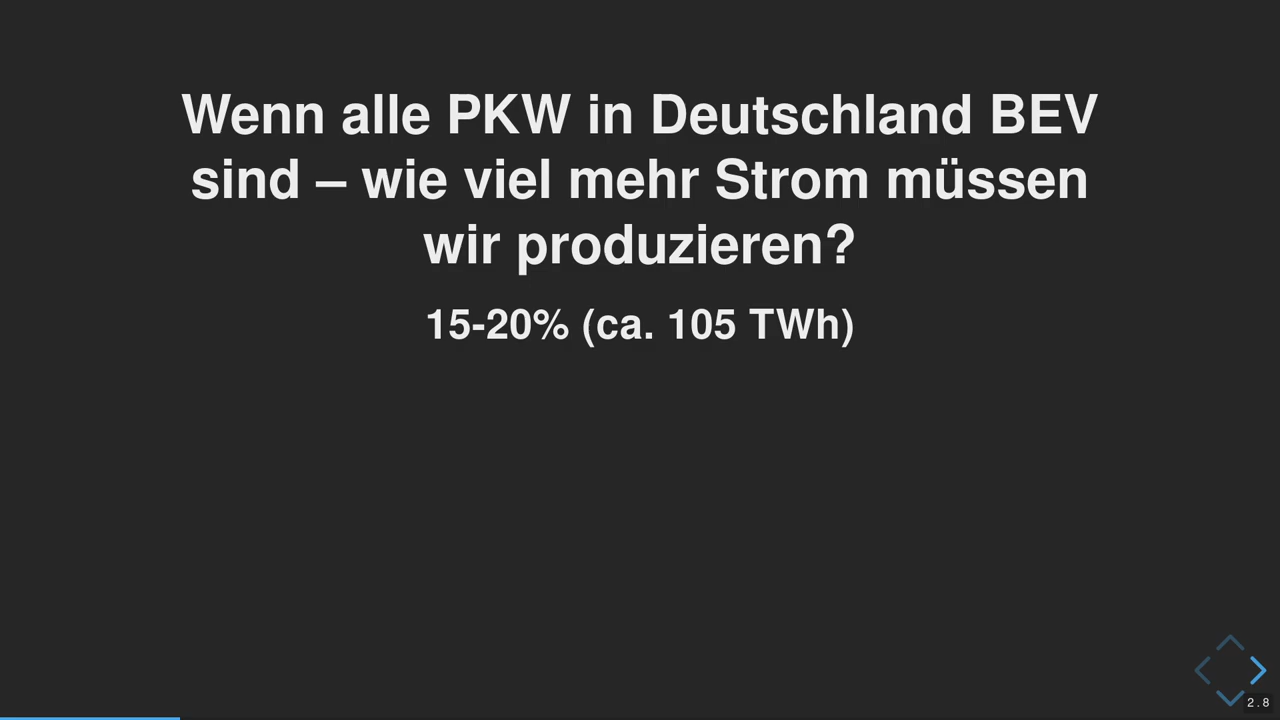 Wenn alle PKW in Deutschland BEV
sind – wie viel mehr Strom müssen
wir produzieren?
15-20% (ca. 105 TWh)
2.8